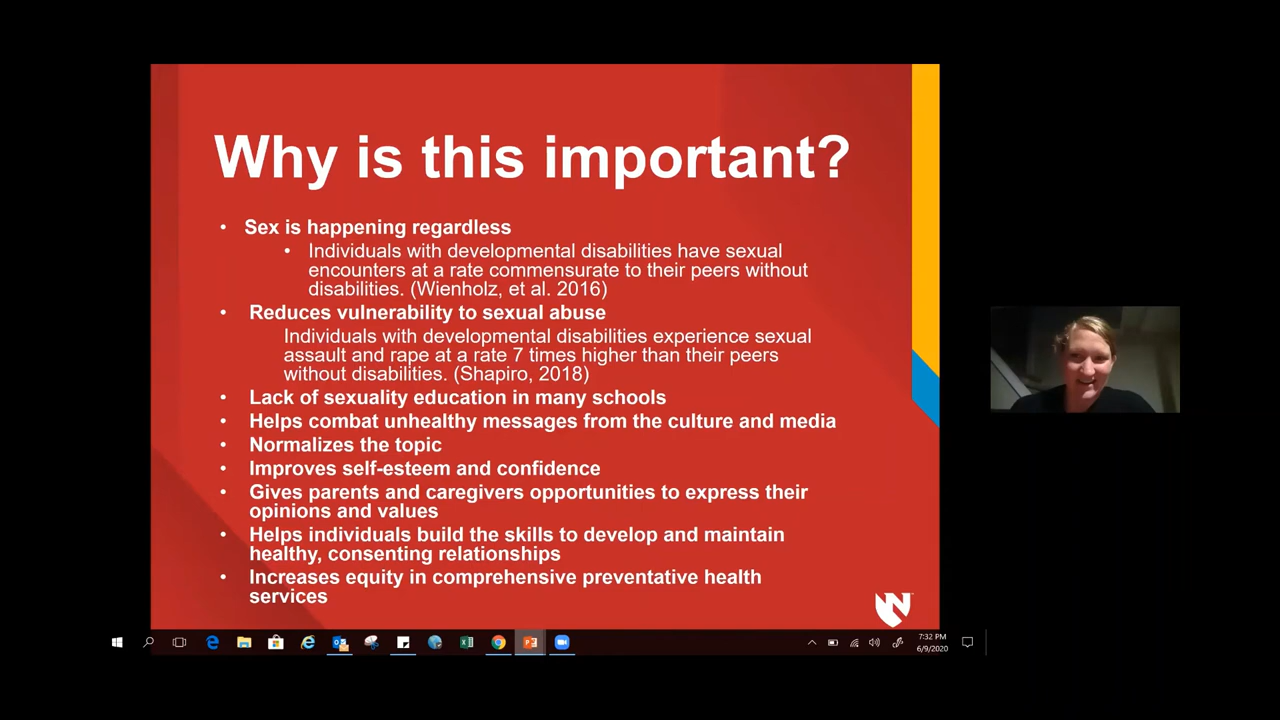 Why is this important?
• Sex is happening regardless
• Individuals with developmental disabilities have sexual
encounters at a rate commensurate to their peers without
disabilities. (Wienholz, et al. 2016)
• Reduces vulnerability to sexual abuse
Individuals with developmental disabilities experience sexual
assault and rape at a rate 7 times higher than their peers
without disabilities. (Shapiro, 2018)
• Lack of sexuality education in many schools
• Helps combat unhealthy messages from the culture and media
• Normalizes the topic
• Improves self-esteem and confidence
• Gives parents and caregivers opportunities to express their
opinions and values
• Helps individuals build the skills to develop and maintain
healthy, consenting relationships
• Increases equity in comprehensive preventative health
services
N
7:32 PM
6/9/2020